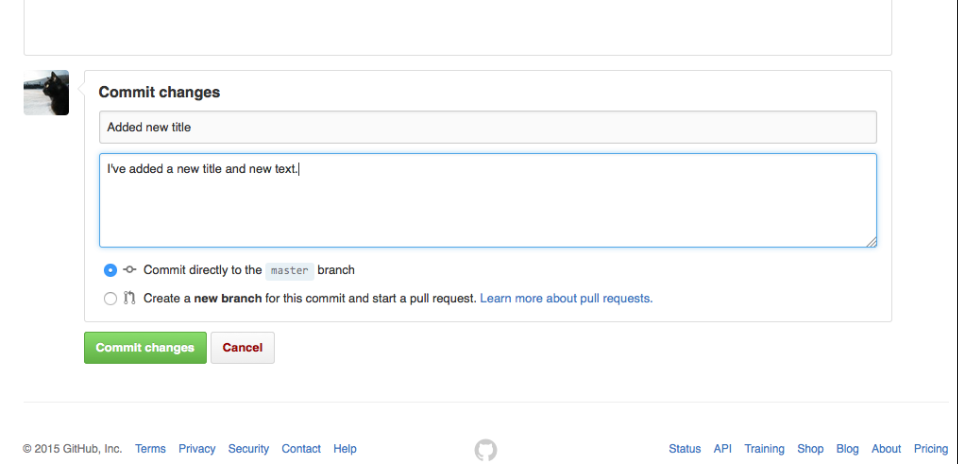 Commit changes
Added new title
I've added a new title and new text.
Commit directly to the master branch
Create a new branch for this commit and start a pull request. Learn more about pull requests.
Commit changes Cancel
© 2015 GitHub, Inc. Terms Privacy Security Contact Help Status API Training Shop Blog About Pricing